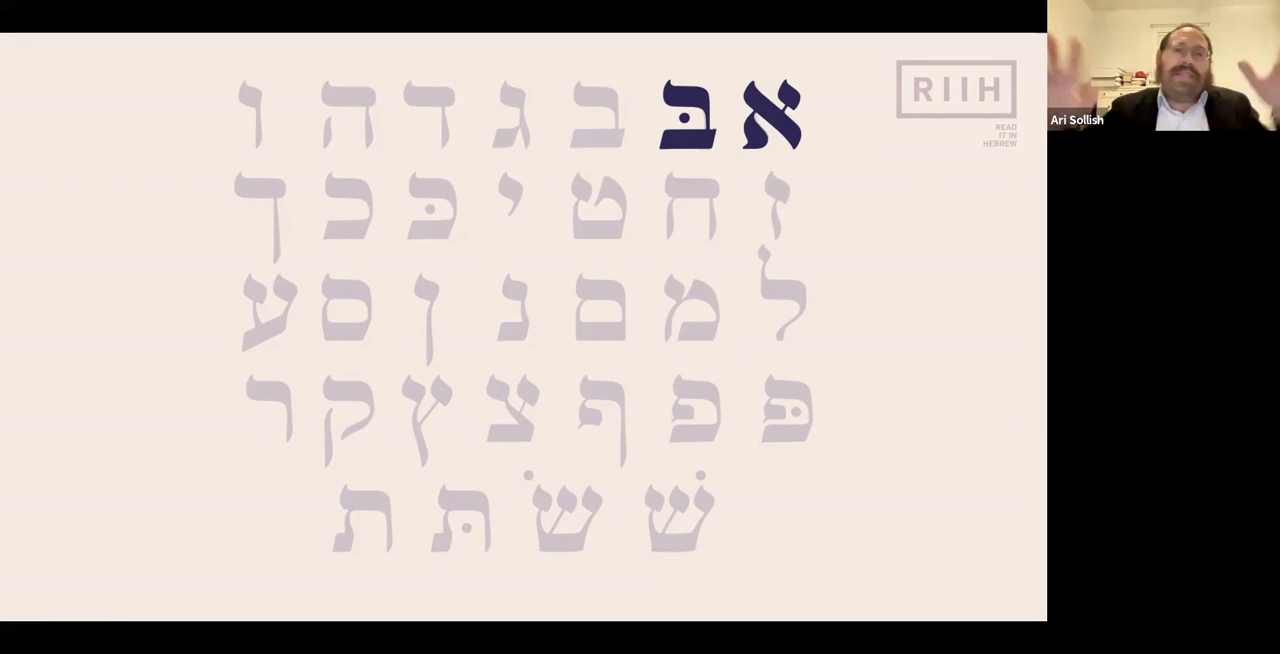 א בּ ב ג ד ה ו
ז ח ט י כּ כ ך
ל מ ם נ ן ס ע
פּ פ ף צ ץ ק ר
שׁ שׂ תּ ת
RIIH
READ
IT IN
HEBREW
Ari Sollish